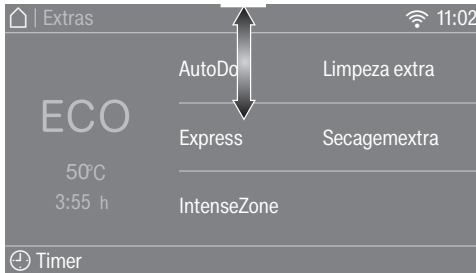 | Extras 11:02
AutoDo Limpeza extra
ECO
Express Secagemextra
50°C
3:55 h
IntenseZone
Timer